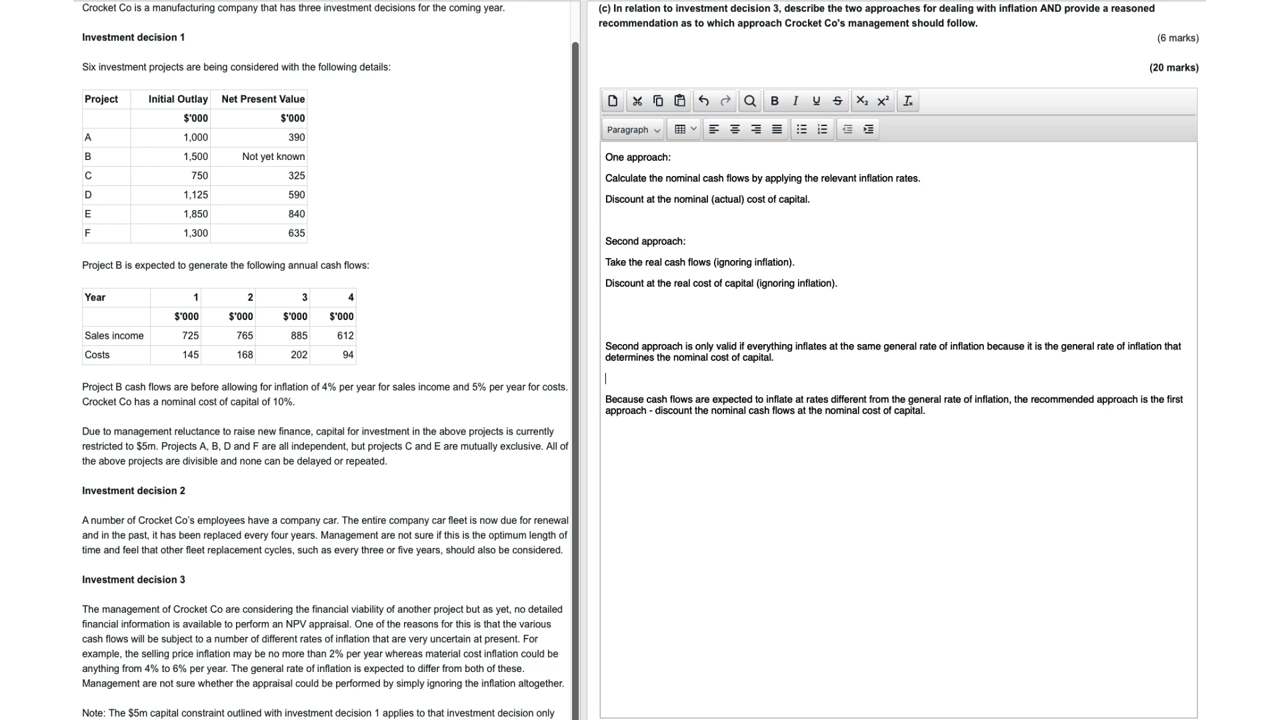 Crocket Co is a manufacturing company that has three investment decisions for the coming year.
Investment decision 1
Six investment projects are being considered with the following details:
Project Initial Outlay Net Present Value
$'000 $'000
A 1,000 390
B 1,500 Not yet known
C 750 325
D 1,125 590
E 1,850 840
F 1,300 635
Project B is expected to generate the following annual cash flows:
Year 1 2 3 4
$'000 $'000 $'000 $'000
Sales income 725 765 885 612
Costs 145 168 202 94
Project B cash flows are before allowing for inflation of 4% per year for sales income and 5% per year for costs.
Crocket Co has a nominal cost of capital of 10%.
Due to management reluctance to raise new finance, capital for investment in the above projects is currently
restricted to $5m. Projects A, B, D and F are all independent, but projects C and E are mutually exclusive. All of
the above projects are divisible and none can be delayed or repeated.
Investment decision 2
A number of Crocket Co's employees have a company car. The entire company car fleet is now due for renewal
and in the past, it has been replaced every four years. Management are not sure if this is the optimum length of
time and feel that other fleet replacement cycles, such as every three or five years, should also be considered.
Investment decision 3
The management of Crocket Co are considering the financial viability of another project but as yet, no detailed
financial information is available to perform an NPV appraisal. One of the reasons for this is that the various
cash flows will be subject to a number of different rates of inflation that are very uncertain at present. For
example, the selling price inflation may be no more than 2% per year whereas material cost inflation could be
anything from 4% to 6% per year. The general rate of inflation is expected to differ from both of these.
Management are not sure whether the appraisal could be performed by simply ignoring the inflation altogether.
Note: The $5m capital constraint outlined with investment decision 1 applies to that investment decision only
(c) In relation to investment decision 3, describe the two approaches for dealing with inflation AND provide a reasoned
recommendation as to which approach Crocket Co's management should follow.
(6 marks)
(20 marks)
B I U S X₂ X² Tx
Paragraph
One approach:
Calculate the nominal cash flows by applying the relevant inflation rates.
Discount at the nominal (actual) cost of capital.
Second approach:
Take the real cash flows (ignoring inflation).
Discount at the real cost of capital (ignoring inflation).
Second approach is only valid if everything inflates at the same general rate of inflation because it is the general rate of inflation that
determines the nominal cost of capital.
Because cash flows are expected to inflate at rates different from the general rate of inflation, the recommended approach is the first
approach - discount the nominal cash flows at the nominal cost of capital.